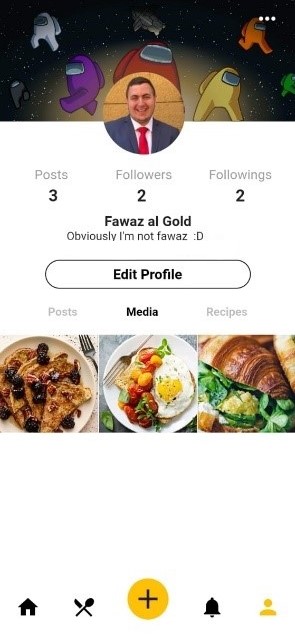 Posts Followers Followings
3 2 2
Fawaz al Gold
Obviously I'm not fawaz :D
Edit Profile
Posts Media Recipes